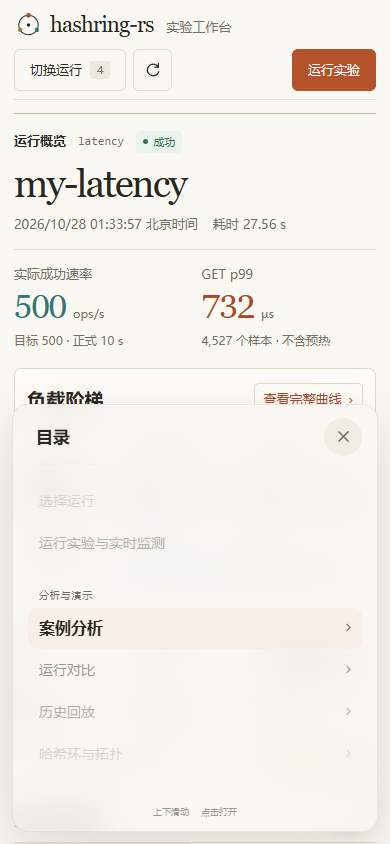 hashring-rs 实验工作台
切换运行 4
运行实验
运行概览 latency 成功
my-latency
2026/10/28 01:33:57 北京时间 耗时 27.56 s
实际成功速率 GET p99
500 ops/s 732 µs
目标 500 · 正式 10 s 4,527 个样本 · 不含预热
负载阶梯 查看完整曲线 ›
目录
选择运行
运行实验与实时监测
分析与演示
案例分析
运行对比
历史回放
哈希环与拓扑
上下滑动 点击打开